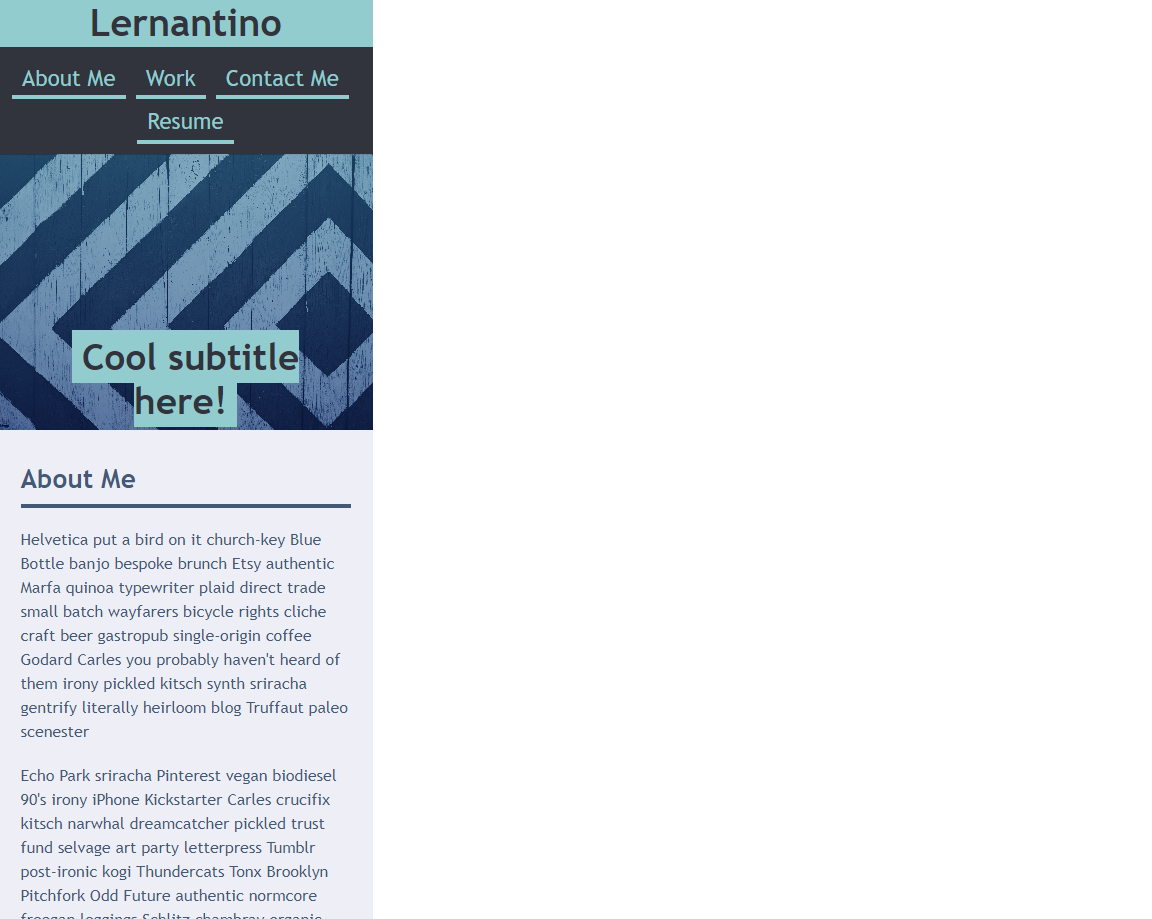 Lernantino
About Me Work Contact Me
Resume
Cool subtitle
here!
About Me
Helvetica put a bird on it church-key Blue
Bottle banjo bespoke brunch Etsy authentic
Marfa quinoa typewriter plaid direct trade
small batch wayfarers bicycle rights cliche
craft beer gastropub single-origin coffee
Godard Carles you probably haven't heard of
them irony pickled kitsch synth sriracha
gentrify literally heirloom blog Truffaut paleo
scenester
Echo Park sriracha Pinterest vegan biodiesel
90's irony iPhone Kickstarter Carles crucifix
kitsch narwhal dreamcatcher pickled trust
fund selvage art party letterpress Tumblr
post-ironic kogi Thundercats Tonx Brooklyn
Pitchfork Odd Future authentic normcore
freegan leggings Schlitz chambray organic